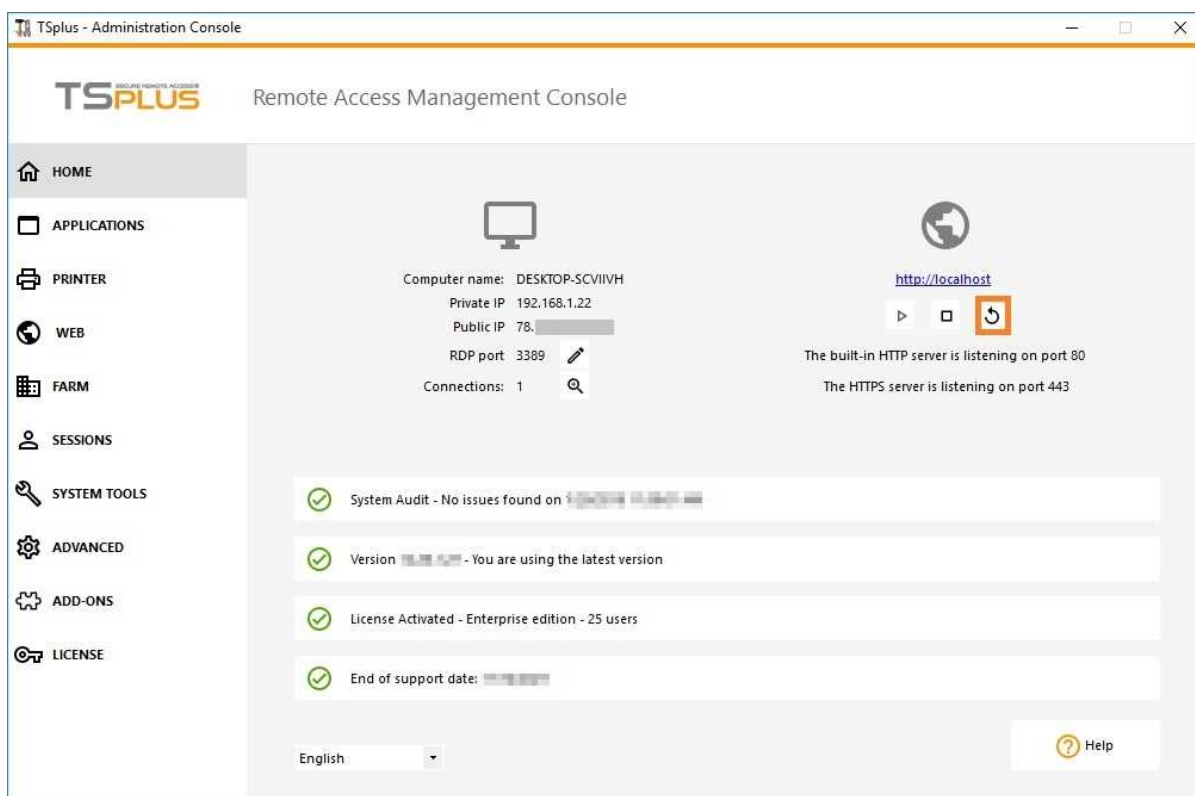 TSplus - Administration Console
TSPLUS SECURE REMOTE ACCESS
Remote Access Management Console
HOME
APPLICATIONS
PRINTER
WEB
FARM
SESSIONS
SYSTEM TOOLS
ADVANCED
ADD-ONS
LICENSE
Computer name: DESKTOP-SCVIIVH
Private IP 192.168.1.22
Public IP 78.
RDP port 3389
Connections: 1
http://localhost
The built-in HTTP server is listening on port 80
The HTTPS server is listening on port 443
System Audit - No issues found on
Version - You are using the latest version
License Activated - Enterprise edition - 25 users
End of support date:
English
Help